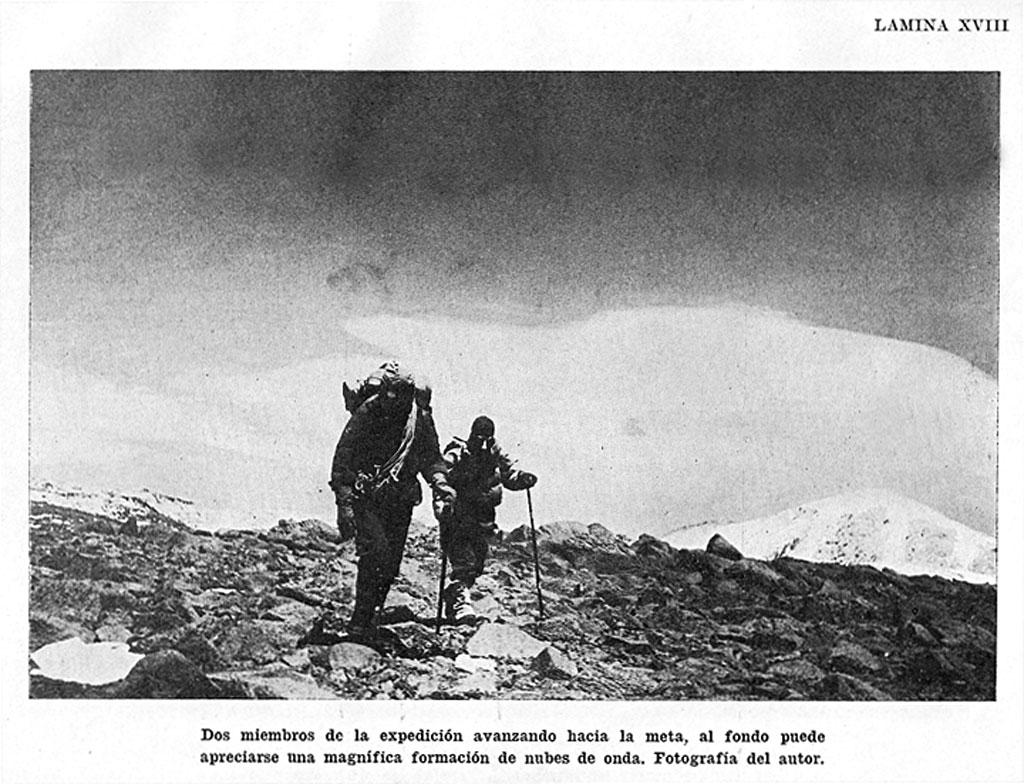 LAMINA XVIII
Dos miembros de la expedición avanzando hacia la meta, al fondo puede
apreciarse una magnífica formación de nubes de onda. Fotografía del autor.